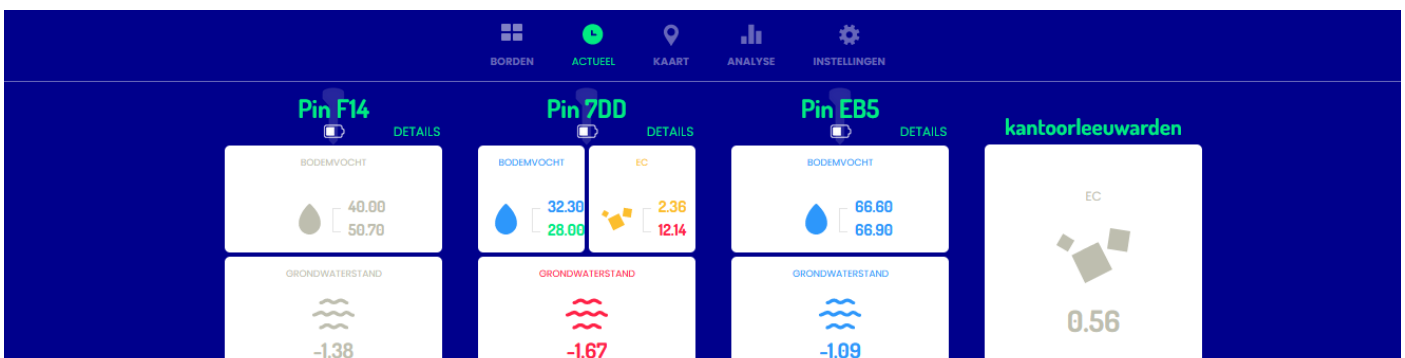 BORDEN ACTUEEL KAART ANALYSE INSTELLINGEN
Pin F14
DETAILS
BODEMVOCHT
40.00
50.70
GRONDWATERSTAND
-1.38
Pin 7DD
DETAILS
BODEMVOCHT
32.30
28.00
EC
2.36
12.14
GRONDWATERSTAND
-1.67
Pin EB5
DETAILS
BODEMVOCHT
66.60
66.90
GRONDWATERSTAND
-1.09
kantoorleeuwarden
EC
0.56